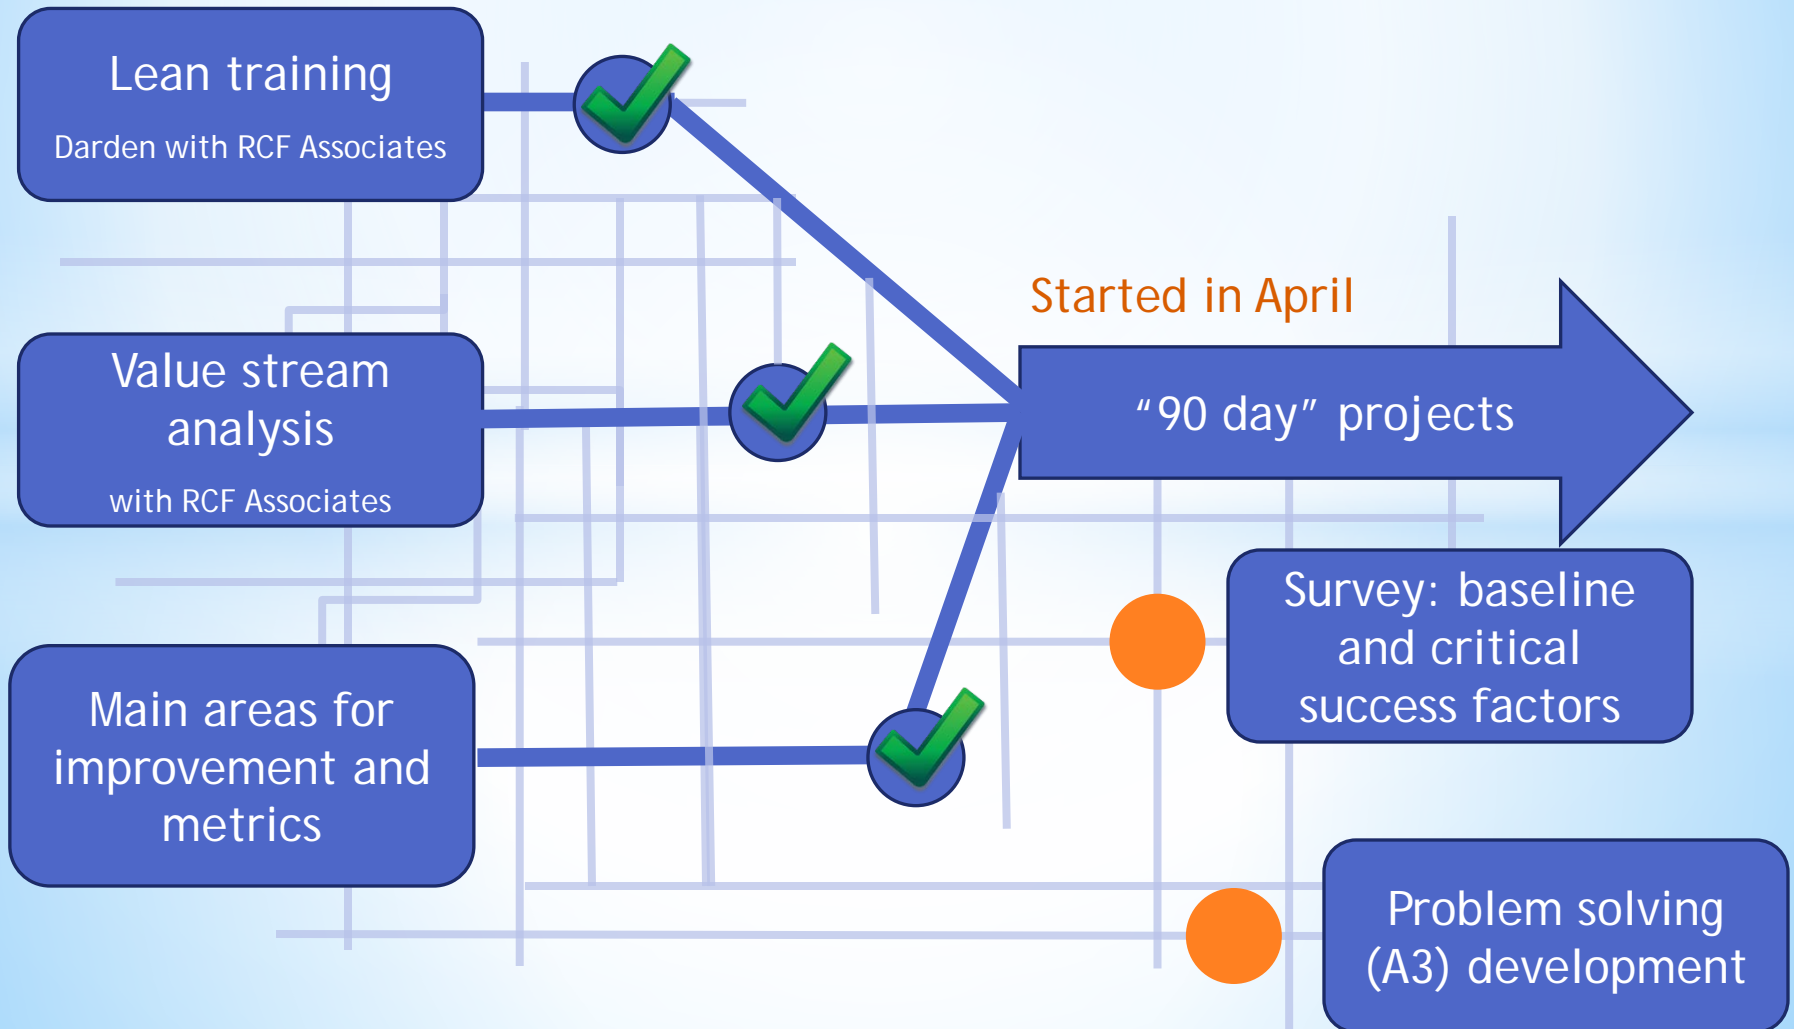 Lean training
Darden with RCF Associates
Value stream
analysis
with RCF Associates
Main areas for
improvement and
metrics
Started in April
“90 day” projects
Survey: baseline
and critical
success factors
Problem solving
(A3) development